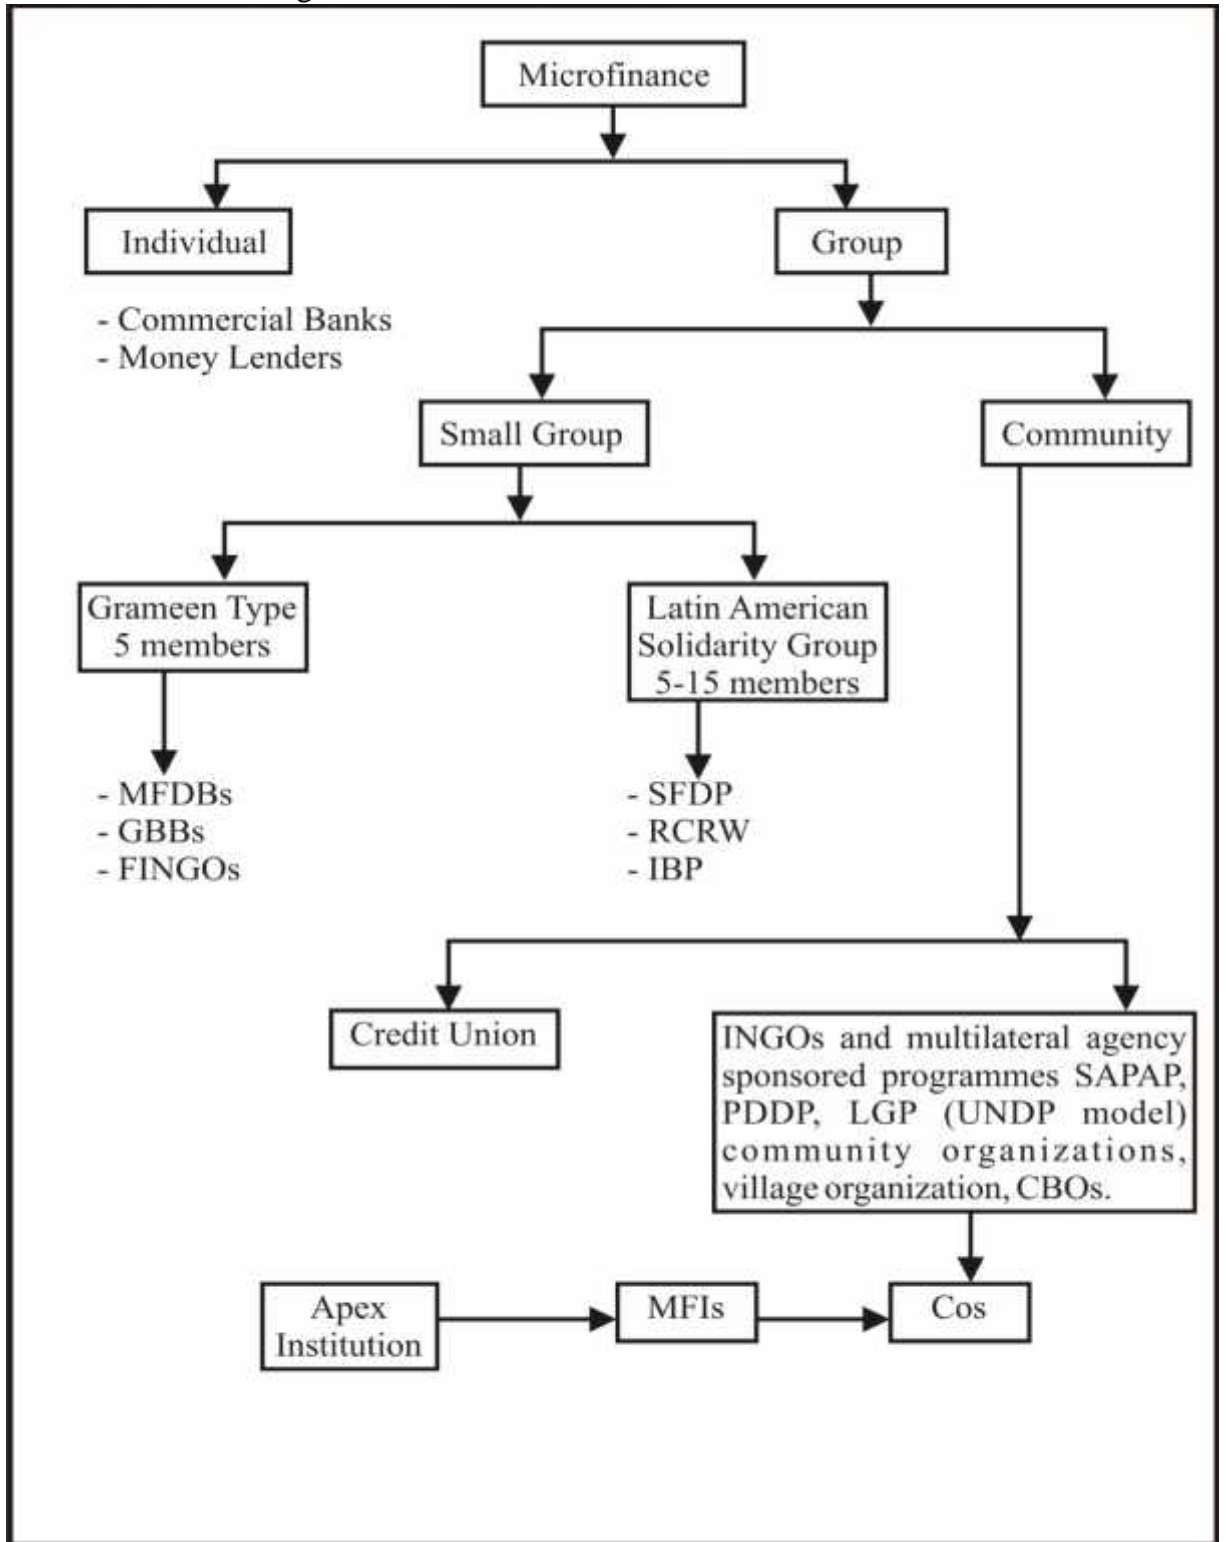 Microfinance
Individual
Group
- Commercial Banks
- Money Lenders
Small Group
Community
Grameen Type
5 members
Latin American
Solidarity Group
5-15 members
- MFDBs
- GBBs
- FINGOs
- SFDP
- RCRW
- IBP
Credit Union
INGOs and multilateral agency
sponsored programmes SAPAP,
PDDP, LGP (UNDP model)
community organizations,
village organization, CBOs.
Apex
Institution
MFIs
Cos